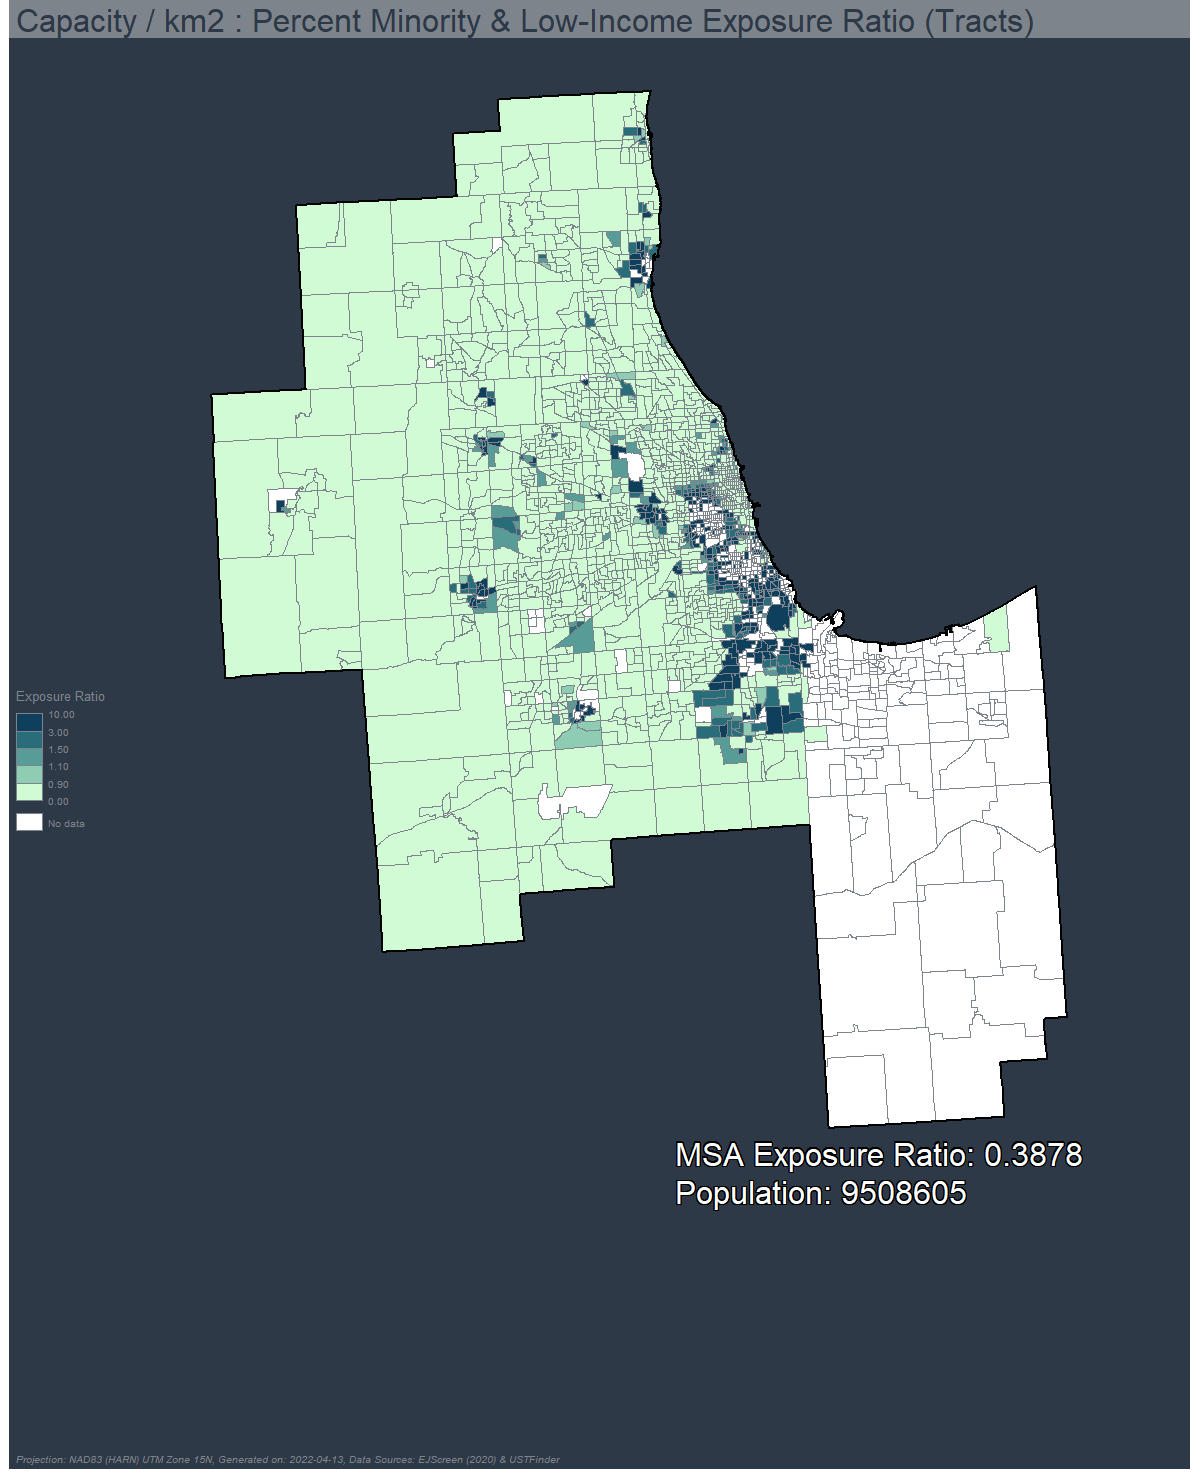 Capacity / km2 : Percent Minority & Low-Income Exposure Ratio (Tracts)
Exposure Ratio
10.00
3.00
1.50
1.10
0.90
0.00
No data
MSA Exposure Ratio: 0.3878
Population: 9508605
Projection: NAD83 (HARN) UTM Zone 15N, Generated on: 2022-04-13, Data Sources: EJScreen (2020) & USTFinder